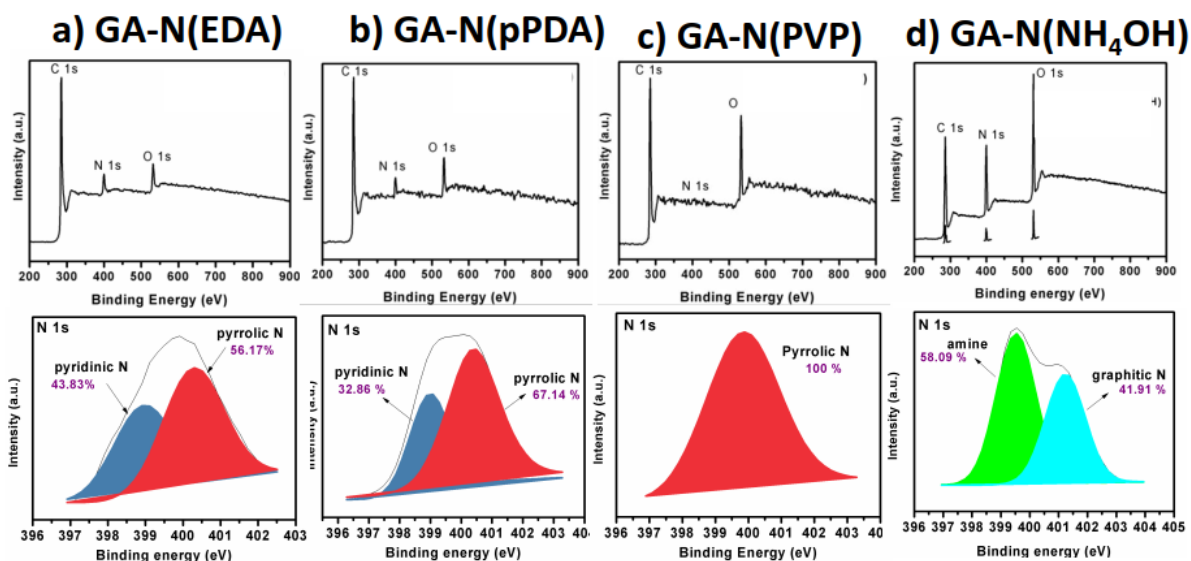 a) GA-N(EDA)
b) GA-N(pPDA)
c) GA-N(PVP)
d) GA-N(NH₄OH)
C 1s
N 1s
O 1s
Intensity (a.u.)
200 300 400 500 600 700 800 900
Binding Energy (eV)
C 1s
N 1s
O 1s
Intensity (a.u.)
200 300 400 500 600 700 800 900
Binding Energy (eV)
C 1s
N 1s
O
)
Intensity (a.u.)
200 300 400 500 600 700 800 900
Binding Energy (eV)
C 1s
N 1s
O 1s
Intensity (a.u.)
200 300 400 500 600 700 800 900
Binding Energy (eV)
N 1s
pyridinic N
43.83%
pyrrolic N
56.17%
Intensity (a.u.)
396 397 398 399 400 401 402 403
Binding energy (eV)
N 1s
pyridinic N
32.86 %
pyrrolic N
67.14 %
396 397 398 399 400 401 402 403 404
Binding energy (eV)
N 1s
Pyrrolic N
100 %
Intensity (a.u.)
396 397 398 399 400 401 402 403 40
Binding energy (eV)
N 1s
amine
58.09 %
graphitic N
41.91 %
Intensity (a.u.)
396 397 398 399 400 401 402 403 404 405
Binding energy (eV)